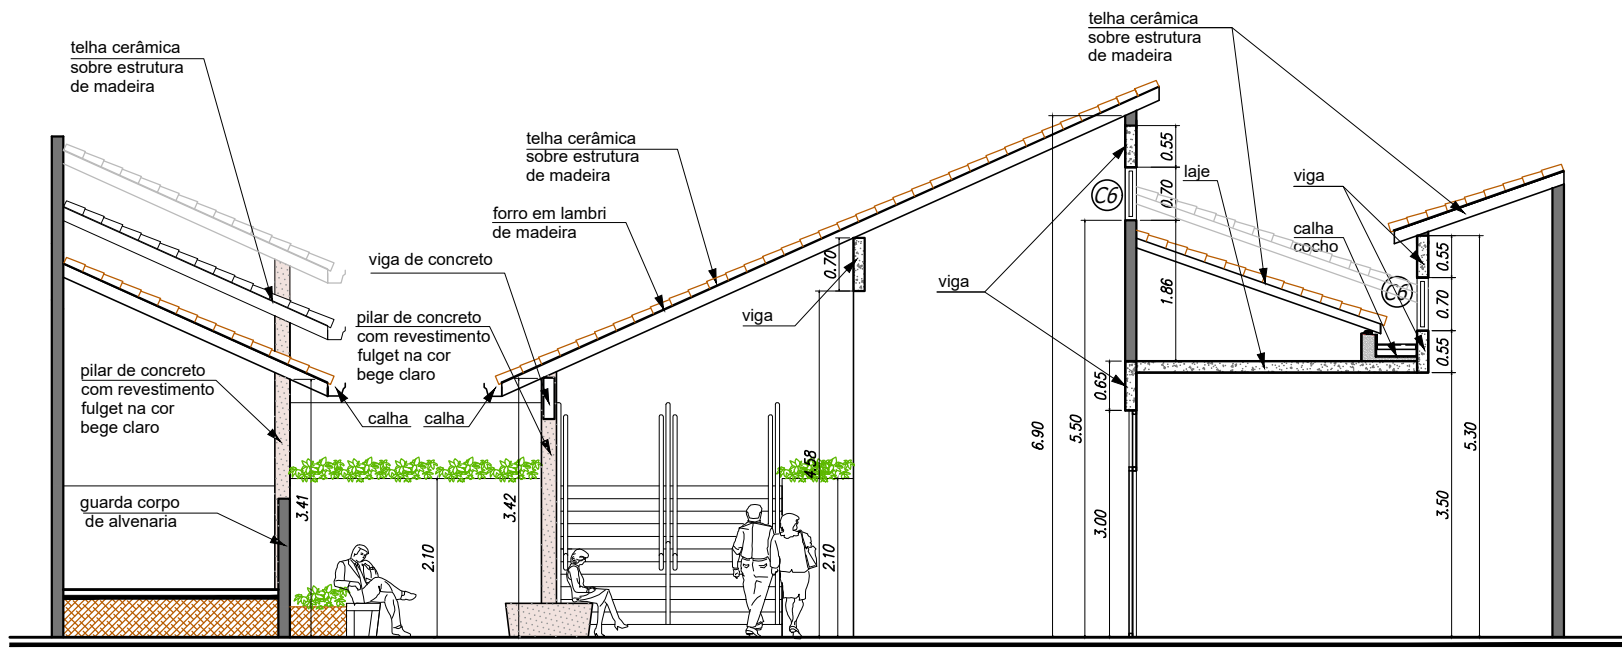 telha cerâmica
sobre estrutura
de madeira
telha cerâmica
sobre estrutura
de madeira
telha cerâmica
sobre estrutura
de madeira
forro em lambri
de madeira
viga de concreto
pilar de concreto
com revestimento
fulget na cor
bege claro
pilar de concreto
com revestimento
fulget na cor
bege claro
calha
calha
guarda corpo
de alvenaria
viga
viga
laje
viga
calha
cocho
C6
C6
3.41
2.10
3.42
4.58
2.10
0.70
6.90
5.50
3.00
0.65
0.55
0.70
1.86
0.55
0.70
0.55
3.50
5.30